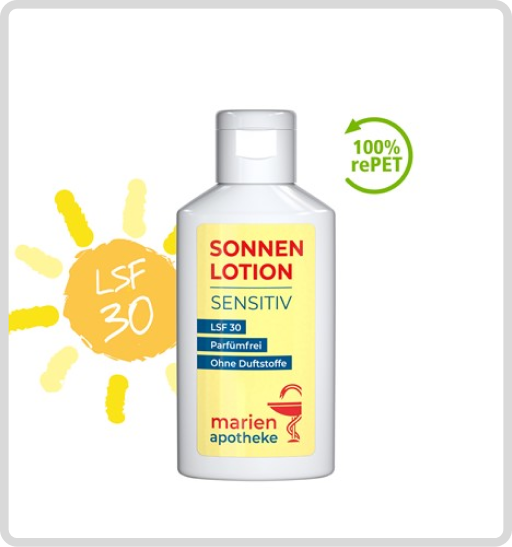 100%
rePET
LSF
30
SONNEN
LOTION
SENSITIV
LSF 30
Parfümfrei
Ohne Duftstoffe
marien
apotheke